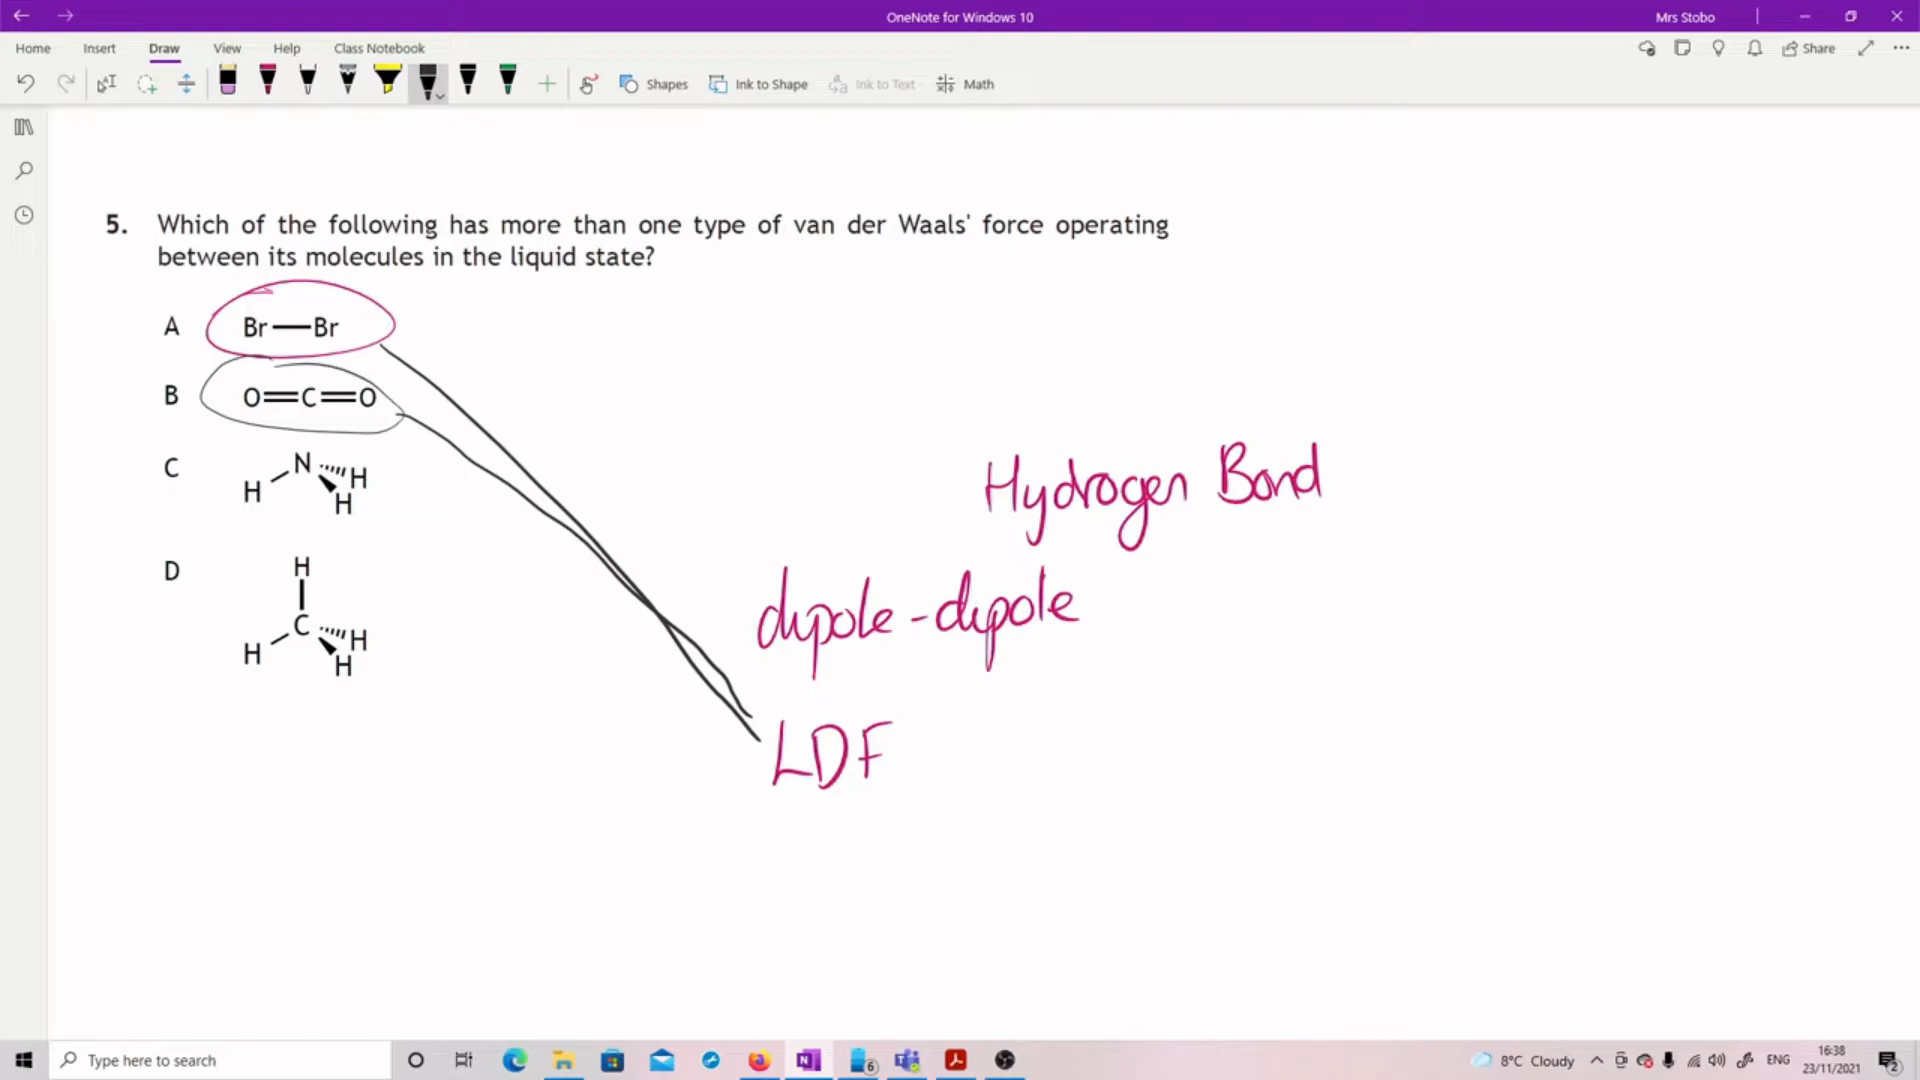 OneNote for Windows 10
Mrs Stobo
Home Insert Draw View Help Class Notebook
Share
Shapes Ink to Shape Ink to Text Math
5. Which of the following has more than one type of van der Waals' force operating
between its molecules in the liquid state?
A Br—Br
B O=C=O
C N H H H
D H C H H H
Hydrogen Bond
dipole-dipole
LDF
Type here to search
8°C Cloudy
ENG
16:38
23/11/2021
6
2